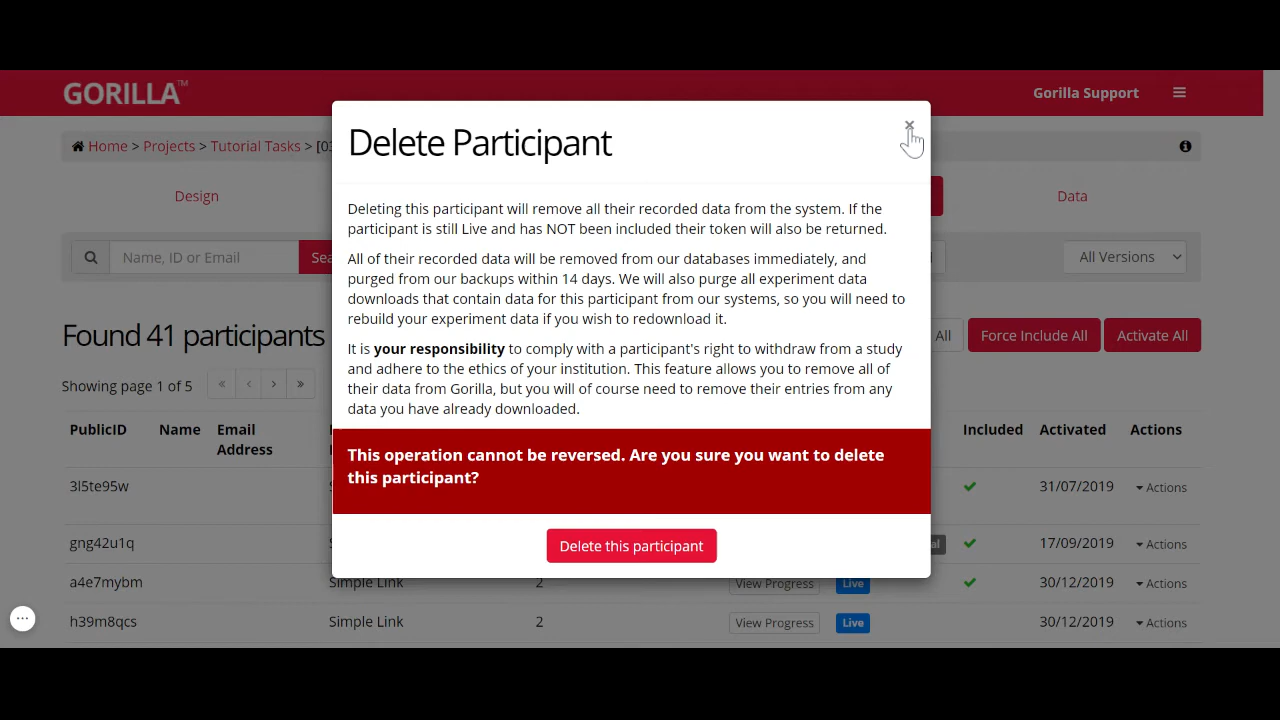 GORILLA™
Gorilla Support
Delete Participant
×
Home > Projects > Tutorial Tasks > [03
Design
Data
Deleting this participant will remove all their recorded data from the system. If the
participant is still Live and has NOT been included their token will also be returned.
Name, ID or Email
Sea
All Versions
All of their recorded data will be removed from our databases immediately, and
purged from our backups within 14 days. We will also purge all experiment data
downloads that contain data for this participant from our systems, so you will need to
rebuild your experiment data if you wish to redownload it.
Found 41 participants
All
Force Include All
Activate All
It is your responsibility to comply with a participant's right to withdraw from a study
and adhere to the ethics of your institution. This feature allows you to remove all of
their data from Gorilla, but you will of course need to remove their entries from any
data you have already downloaded.
Showing page 1 of 5 « ‹ › »
PublicID Name Email Address
Included Activated Actions
This operation cannot be reversed. Are you sure you want to delete
this participant?
3l5te95w
31/07/2019 Actions
Delete this participant
gng42u1q
al 17/09/2019 Actions
a4e7mybm Simple Link 2 View Progress Live 30/12/2019 Actions
h39m8qcs Simple Link 2 View Progress Live 30/12/2019 Actions